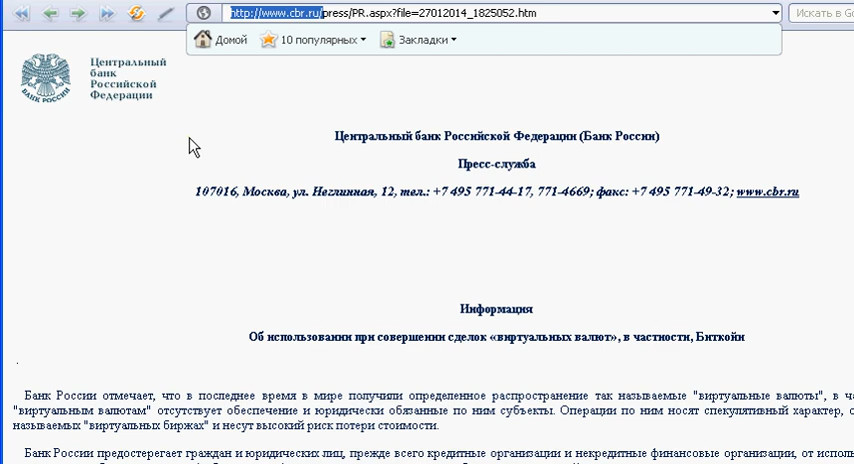 http://www.cbr.ru/press/PR.aspx?file=27012014_1825052.htm
Искать в Go
Домой
10 популярных
Закладки
Центральный
банк
Российской
Федерации
БАНК РОССИИ
Центральный банк Российской Федерации (Банк России)
Пресс-служба
107016, Москва, ул. Неглинная, 12, тел.: +7 495 771-44-17, 771-4669; факс: +7 495 771-49-32; www.cbr.ru
Информация
Об использовании при совершении сделок «виртуальных валют», в частности, Биткойн
.
Банк России отмечает, что в последнее время в мире получили определенное распространение так называемые "виртуальные валюты", в ча
"виртуальным валютам" отсутствует обеспечение и юридически обязанные по ним субъекты. Операции по ним носят спекулятивный характер, о
называемых "виртуальных биржах" и несут высокий риск потери стоимости.
Банк России предостерегает граждан и юридических лиц, прежде всего кредитные организации и некредитные финансовые организации, от исполь